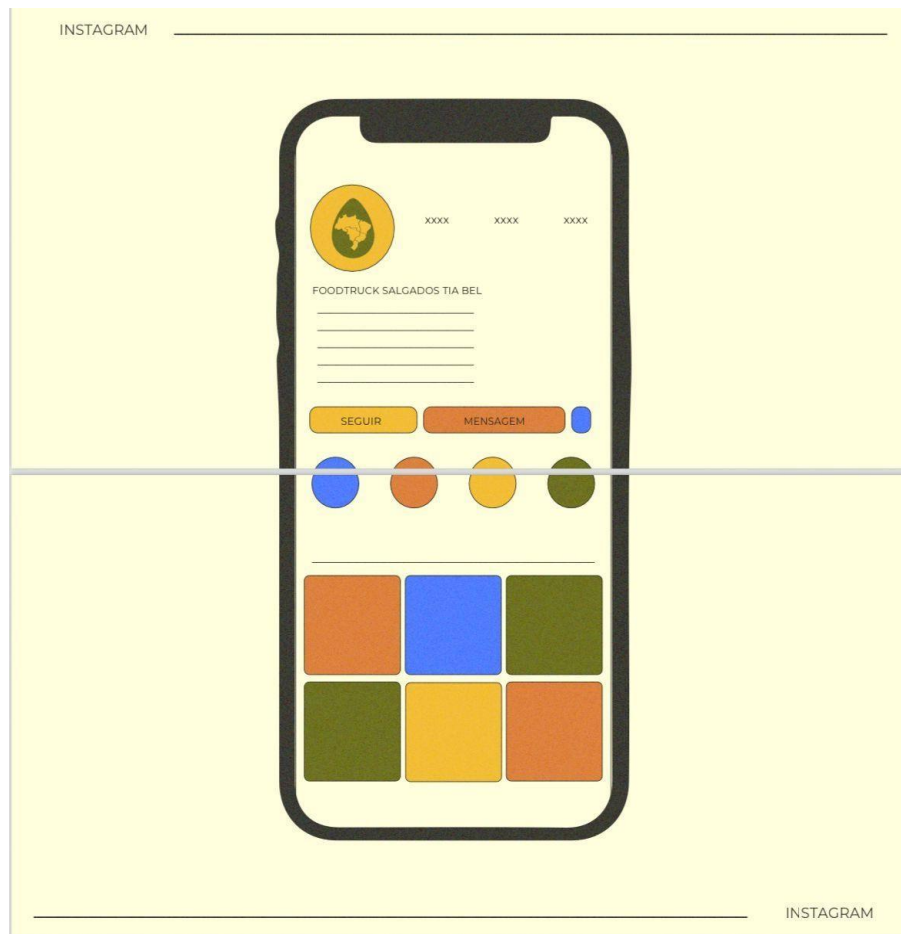 INSTAGRAM
xxxx xxxx xxxx
FOODTRUCK SALGADOS TIA BEL
SEGUIR MENSAGEM
INSTAGRAM